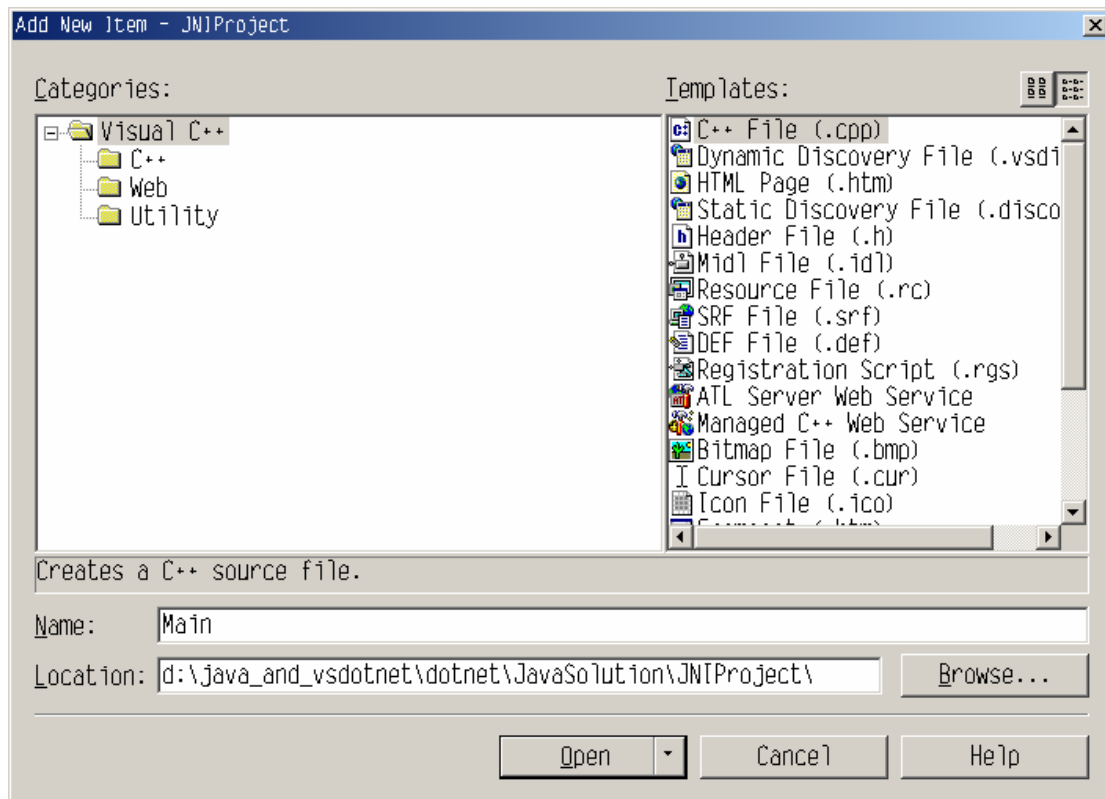 Add New Item - JNIProject
Categories:
Templates:
Visual C++
C++
Web
Utility
C++ File (.cpp)
Dynamic Discovery File (.vsdi
HTML Page (.htm)
Static Discovery File (.disco
Header File (.h)
Midl File (.idl)
Resource File (.rc)
SRF File (.srf)
DEF File (.def)
Registration Script (.rgs)
ATL Server Web Service
Managed C++ Web Service
Bitmap File (.bmp)
Cursor File (.cur)
Icon File (.ico)
Creates a C++ source file.
Name: Main
Location: d:\java_and_vsdotnet\dotnet\JavaSolution\JNIProject\ Browse...
Open Cancel Help